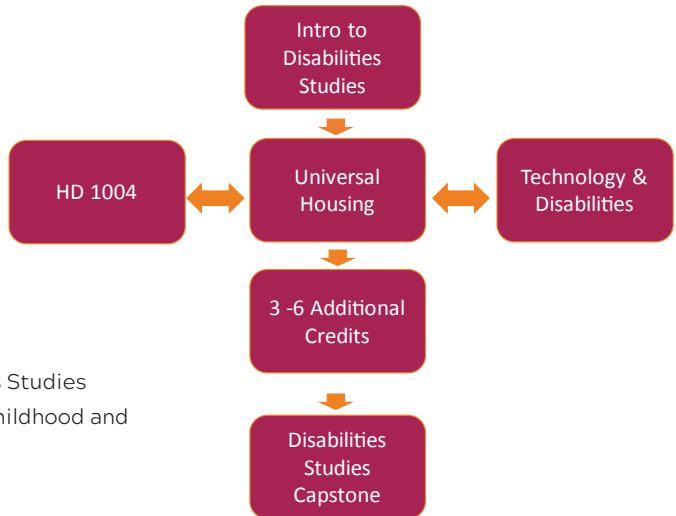 Intro to
Disabilities
Studies
HD 1004
Universal
Housing
Technology &
Disabilities
3 -6 Additional
Credits
s Studies
hildhood and
Disabilities
Studies
Capstone